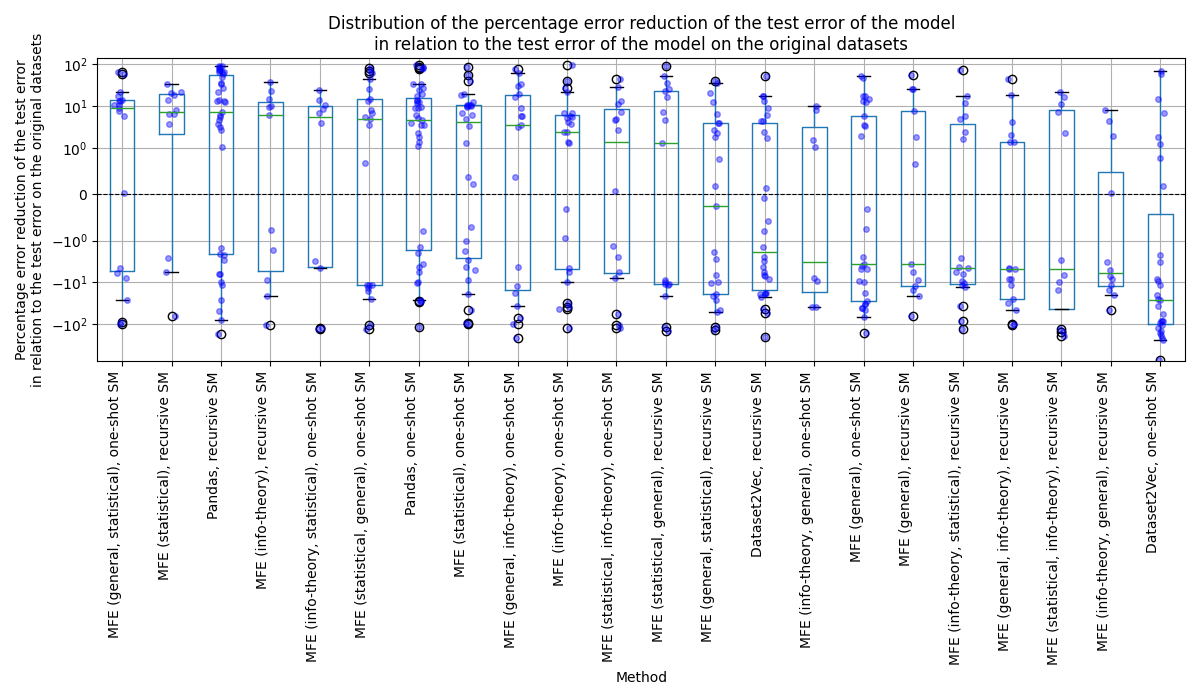 Distribution of the percentage error reduction of the test error of the model
in relation to the test error of the model on the original datasets
Percentage error reduction of the test error
in relation to the test error on the original datasets
10²
10¹
10⁰
0
−10⁰
−10¹
−10²
MFE (general, statistical), one-shot SM
MFE (statistical), recursive SM
Pandas, recursive SM
MFE (info-theory), recursive SM
MFE (info-theory, statistical), one-shot SM
MFE (statistical, general), one-shot SM
Pandas, one-shot SM
MFE (statistical), one-shot SM
MFE (general, info-theory), one-shot SM
MFE (info-theory), one-shot SM
MFE (statistical, info-theory), one-shot SM
MFE (statistical, general), recursive SM
MFE (general, statistical), recursive SM
Dataset2Vec, recursive SM
MFE (info-theory, general), one-shot SM
MFE (general), one-shot SM
MFE (general), recursive SM
MFE (info-theory, statistical), recursive SM
MFE (general, info-theory), recursive SM
MFE (statistical, info-theory), recursive SM
MFE (info-theory, general), recursive SM
Dataset2Vec, one-shot SM
Method